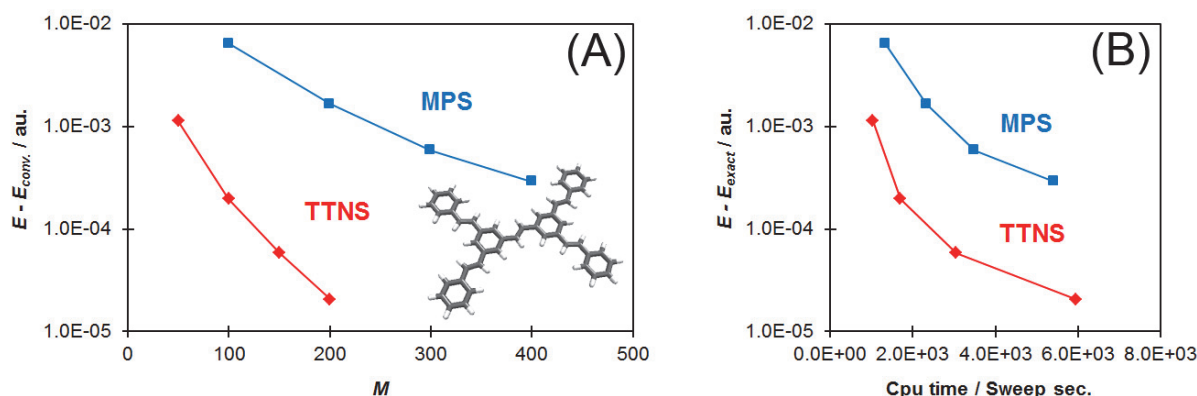 (A)
1.0E-02
1.0E-03
1.0E-04
1.0E-05
E - Econv. / au.
MPS
TTNS
0 100 200 300 400 500
M
(B)
1.0E-02
1.0E-03
1.0E-04
1.0E-05
E - Eexact / au.
MPS
TTNS
0.0E+00 2.0E+03 4.0E+03 6.0E+03 8.0E+03
Cpu time / Sweep sec.